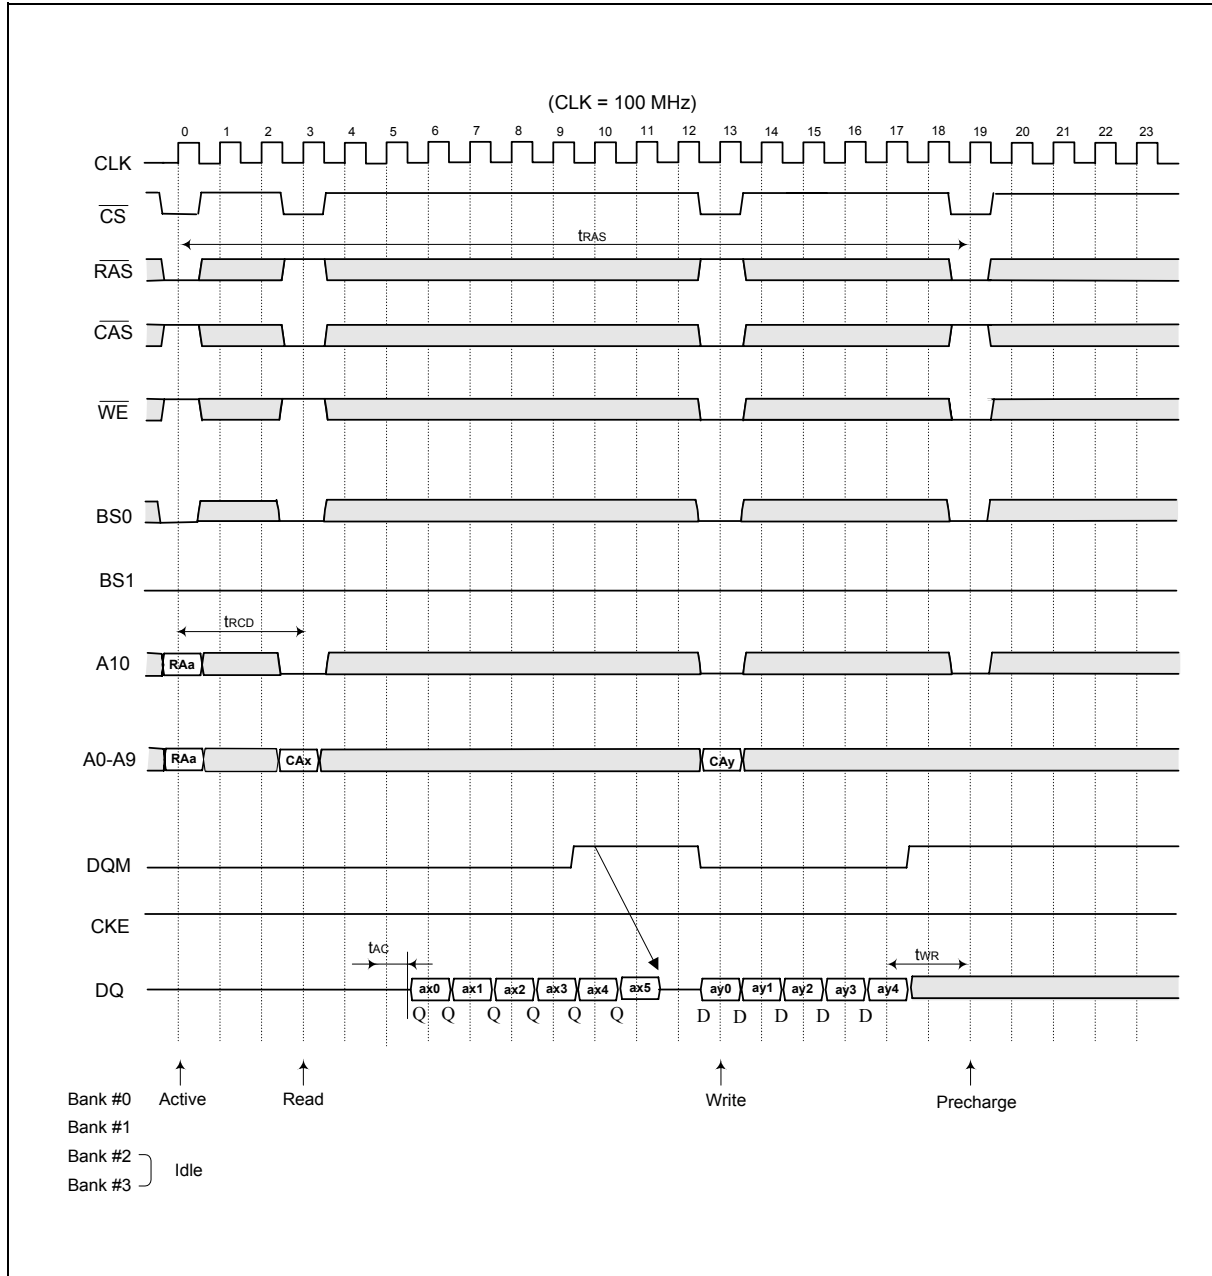 (CLK = 100 MHz)
0 1 2 3 4 5 6 7 8 9 10 11 12 13 14 15 16 17 18 19 20 21 22 23
CLK
CS
tRAS
RAS
CAS
WE
BS0
BS1
tRCD
A10 RAa
A0-A9 RAa CAx CAy
DQM
CKE
tAC tWR
DQ ax0 ax1 ax2 ax3 ax4 ax5 ay0 ay1 ay2 ay3 ay4
Q Q Q Q Q Q D D D D D
Bank #0 Active Read Write Precharge
Bank #1
Bank #2
Idle
Bank #3